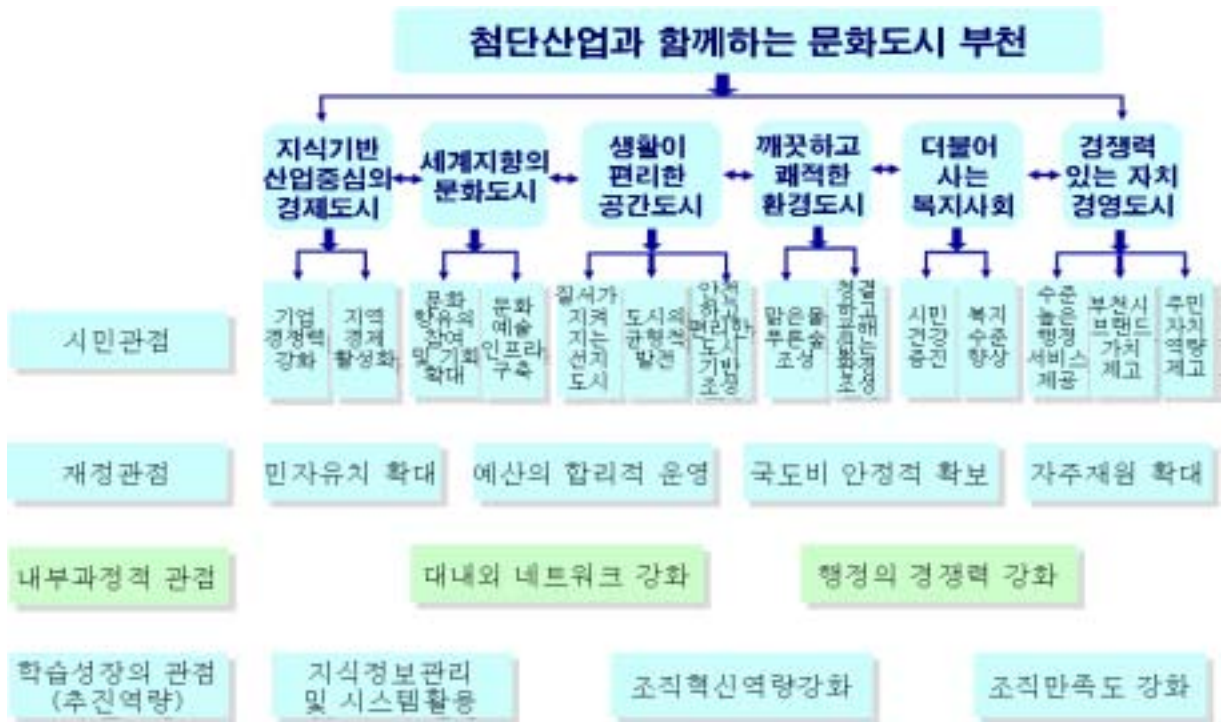 첨단산업과 함께하는 문화도시 부천
지식기반
산업중심의
경제도시
세계지향의
문화도시
생활이
편리한
공간도시
깨끗하고
쾌적한
환경도시
더불어
사는
복지사회
경쟁력
있는 자치
경영도시
시민관점
기업
경쟁력
강화
지역
경제
활성화
문화
향유의
참여
및 기회
확대
문화
예술
인프라
구축
질서가
지켜
지는
선진
도시
도시의
균형적
발전
안전
하고
편리한
도시
기반
조성
맑은물
푸른숲
조성
청결
하고
조성
시민
건강
증진
복지
수준
향상
수준
높은
행정
서비스
제공
부천시
브랜드
가치
제고
주민
자치
역량
제고
재정관점
민자유치 확대
예산의 합리적 운영
국도비 안정적 확보
자주재원 확대
내부과정적 관점
대내외 네트워크 강화
행정의 경쟁력 강화
학습성장의 관점
(추진역량)
지식정보관리
및 시스템활용
조직혁신역량강화
조직만족도 강화